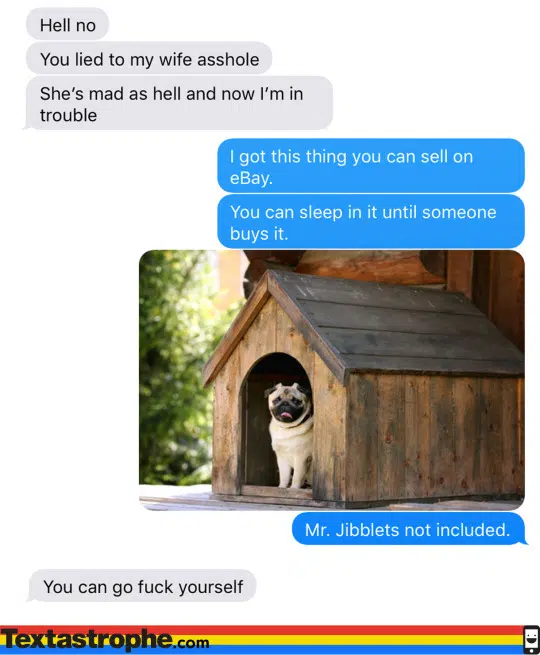 Hell no
You lied to my wife asshole
She’s mad as hell and now I’m in
trouble
I got this thing you can sell on
eBay.
You can sleep in it until someone
buys it.
Mr. Jibblets not included.
You can go fuck yourself
Textastrophe.com